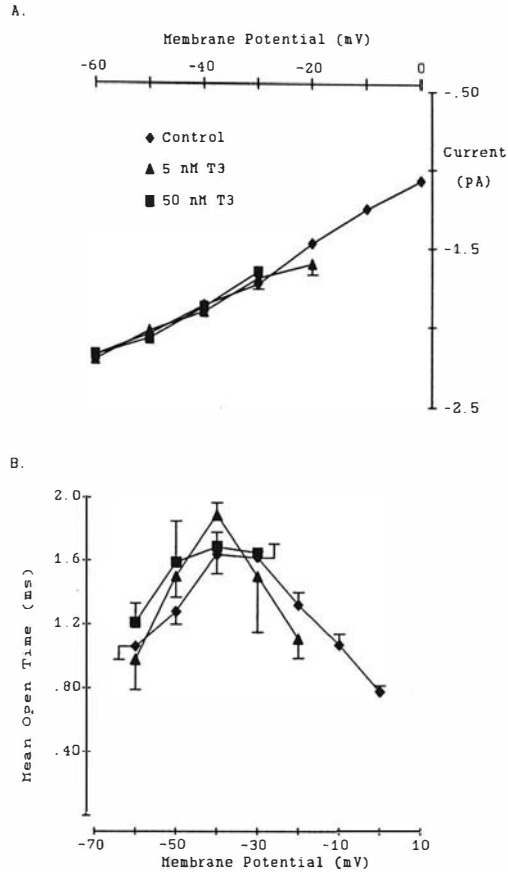 A.
Membrane Potential (mV)
-60 -40 -20 0
-.50
Control
5 nM T3
50 nM T3
Current
(pA)
-1.5
-2.5
B.
Mean Open Time (ms)
2.0
1.6
1.2
.80
.40
-70 -50 -30 -10 10
Membrane Potential (mV)